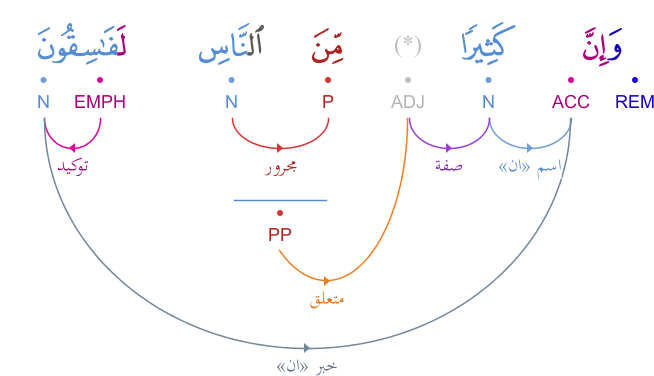 وَإِنَّ كَثِيرًا (*) مِّنَ ٱلنَّاسِ لَفَـٰسِقُونَ
REM ACC N ADJ P N EMPH N
اسم «ان» صفة مجرور توكيد
PP
متعلق
خبر «ان»